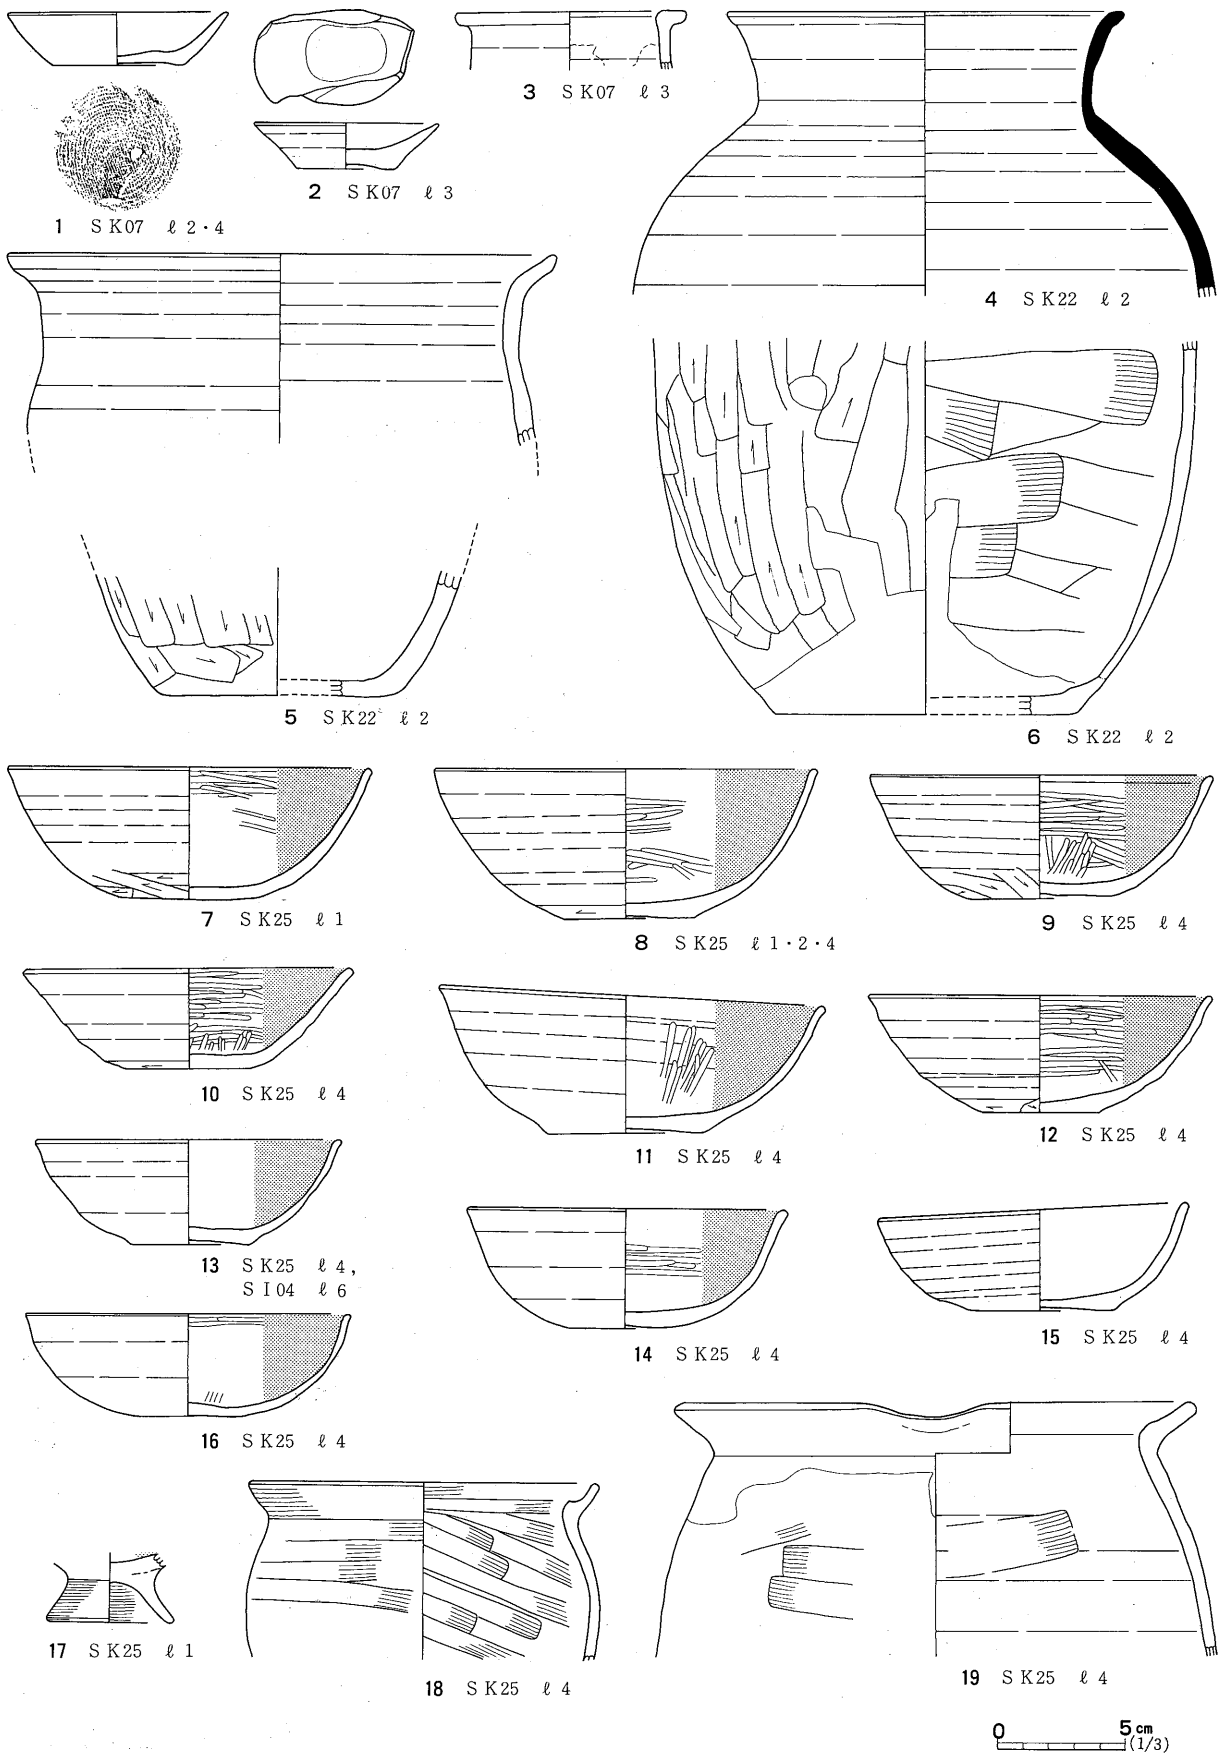 3 SK07 ℓ3
2 SK07 ℓ3
1 SK07 ℓ2・4
4 SK22 ℓ2
5 SK22 ℓ2
6 SK22 ℓ2
7 SK25 ℓ1
8 SK25 ℓ1・2・4
9 SK25 ℓ4
10 SK25 ℓ4
11 SK25 ℓ4
12 SK25 ℓ4
13 SK25 ℓ4,
SI04 ℓ6
14 SK25 ℓ4
15 SK25 ℓ4
16 SK25 ℓ4
17 SK25 ℓ1
18 SK25 ℓ4
19 SK25 ℓ4
0 5cm
(1/3)